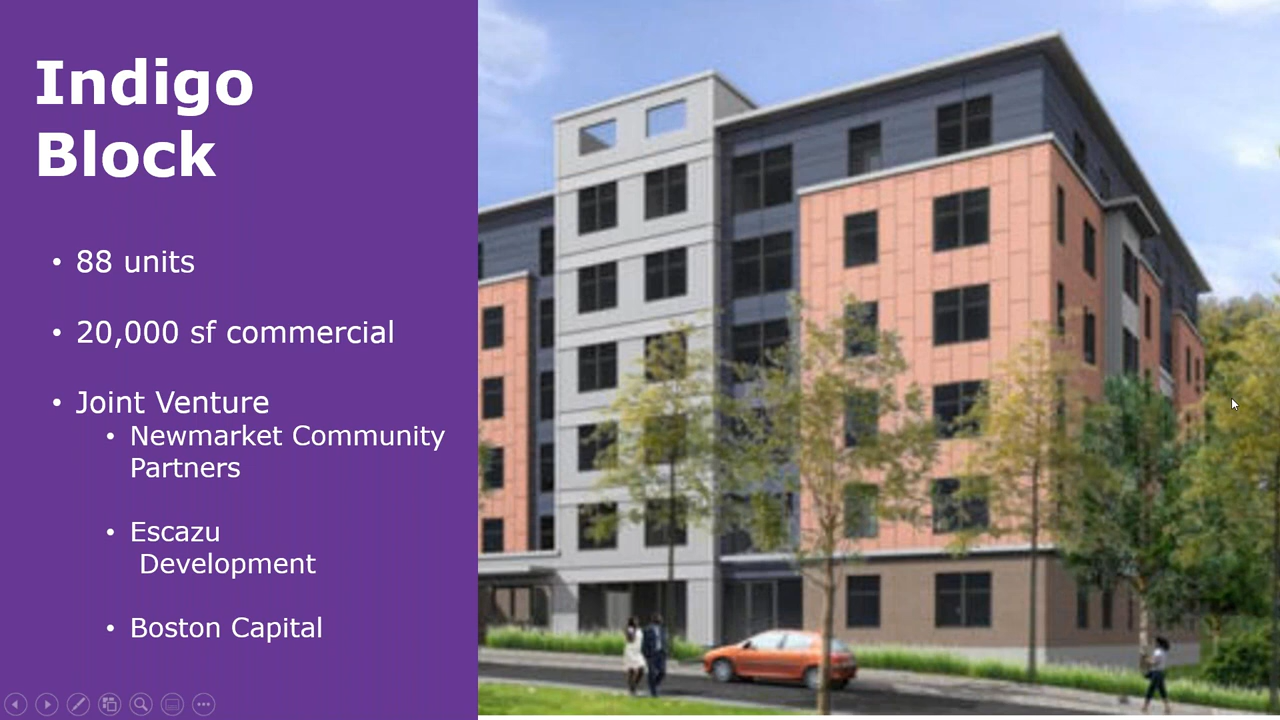 Indigo
Block
• 88 units
• 20,000 sf commercial
• Joint Venture
• Newmarket Community
Partners
• Escazu
Development
• Boston Capital